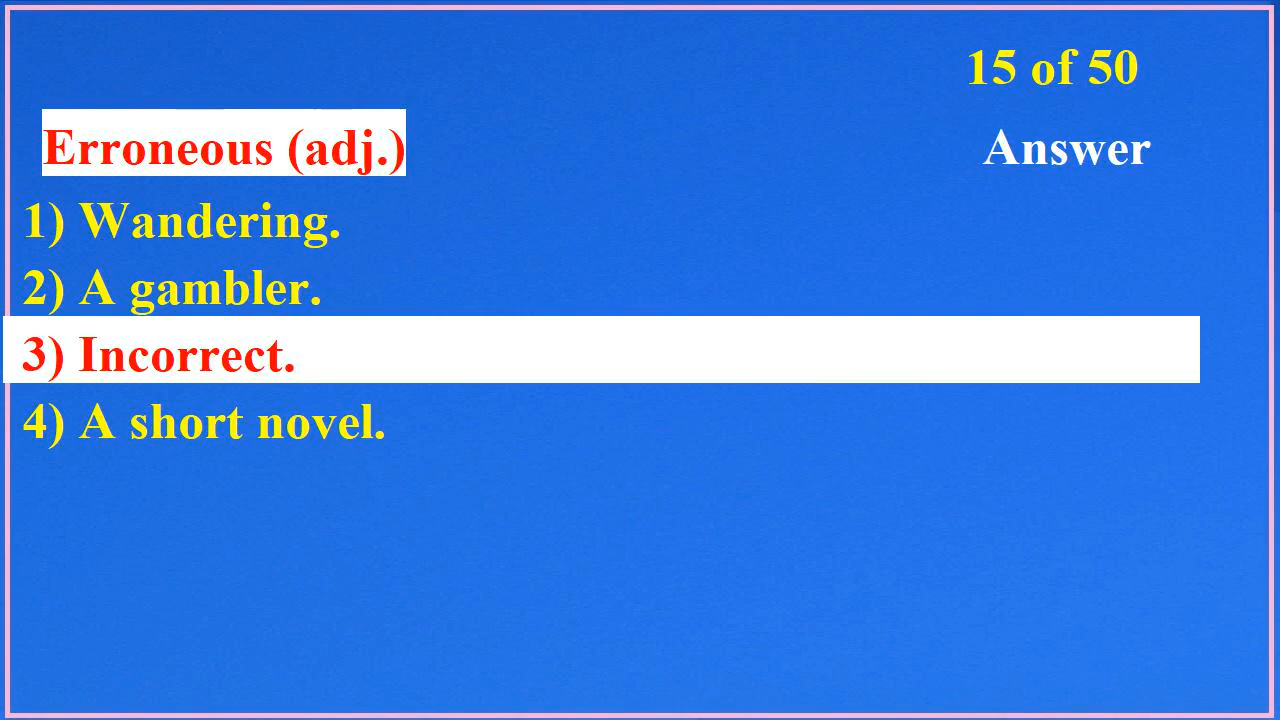 15 of 50
Erroneous (adj.)
Answer
1) Wandering.
2) A gambler.
3) Incorrect.
4) A short novel.